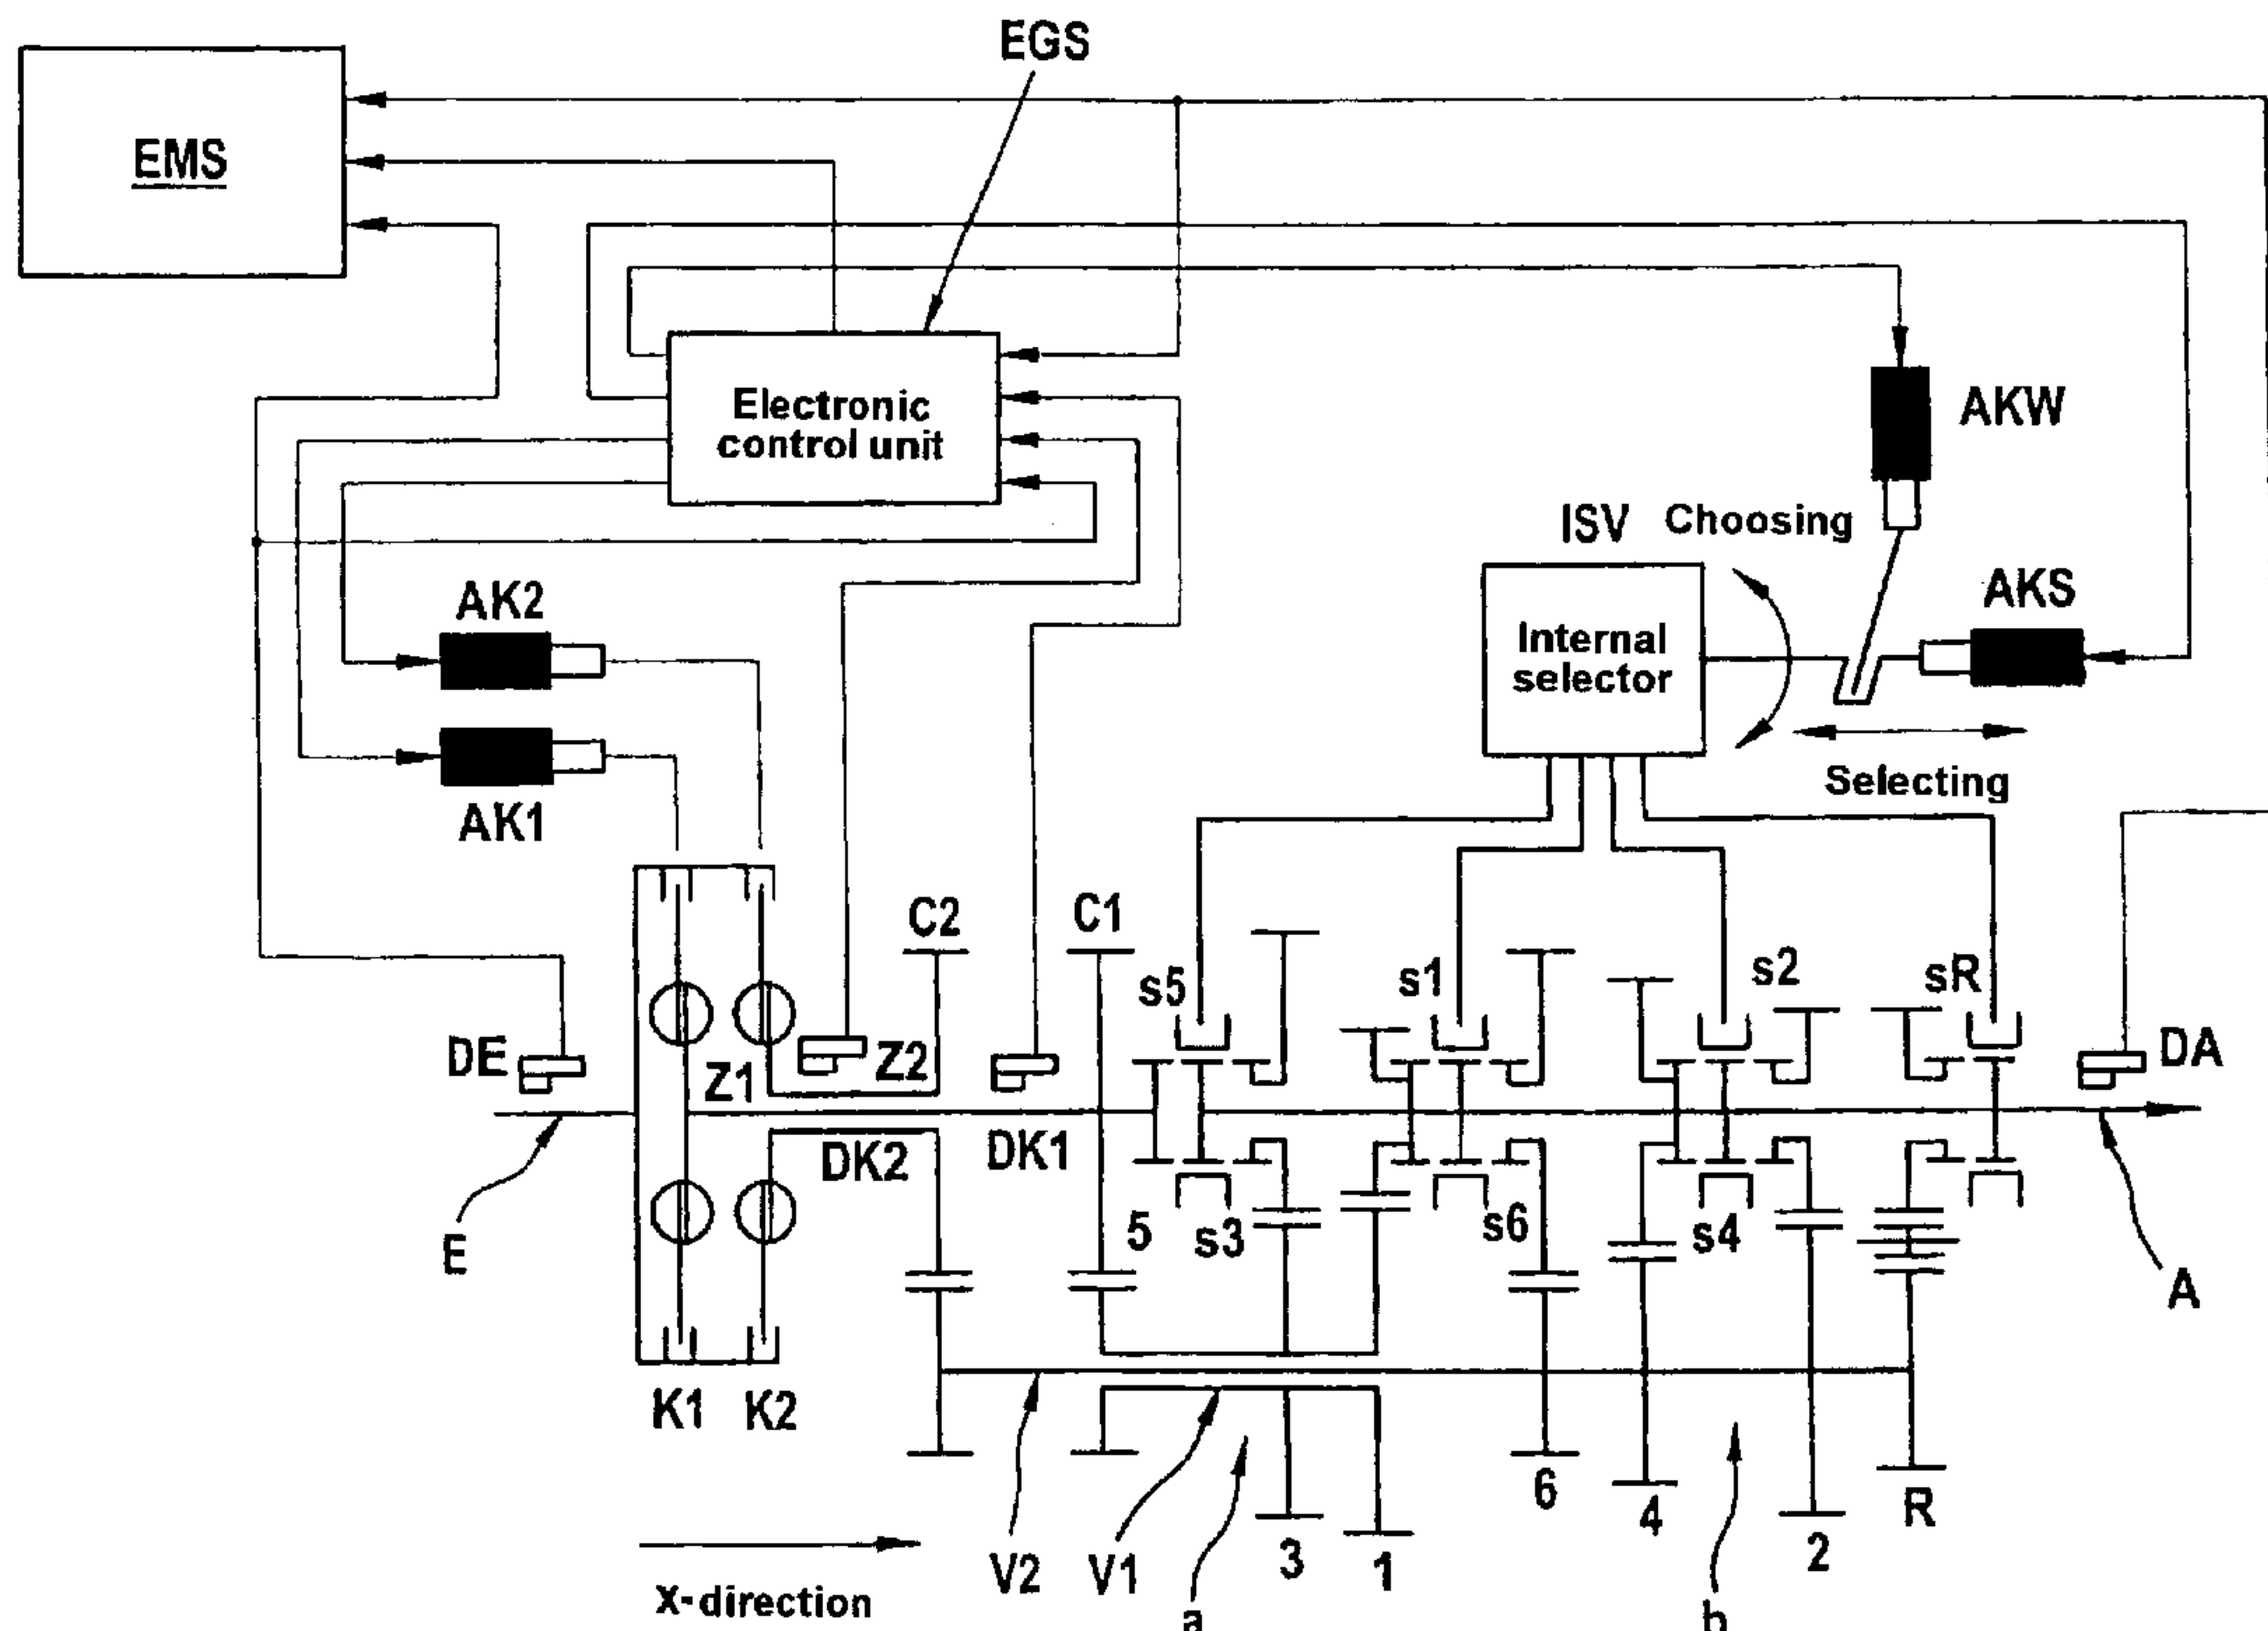 EGS
EMS
Electronic
control unit
AKW
ISV
Choosing
AKS
Internal
selector
AK2
AK1
Selecting
C2
C1
s5
s1
s2
sR
DE
Z1
Z2
DA
DK2
DK1
E
5
s3
s6
s4
A
K1
K2
6
4
R
2
V2
V1
3
1
X-direction
a
b